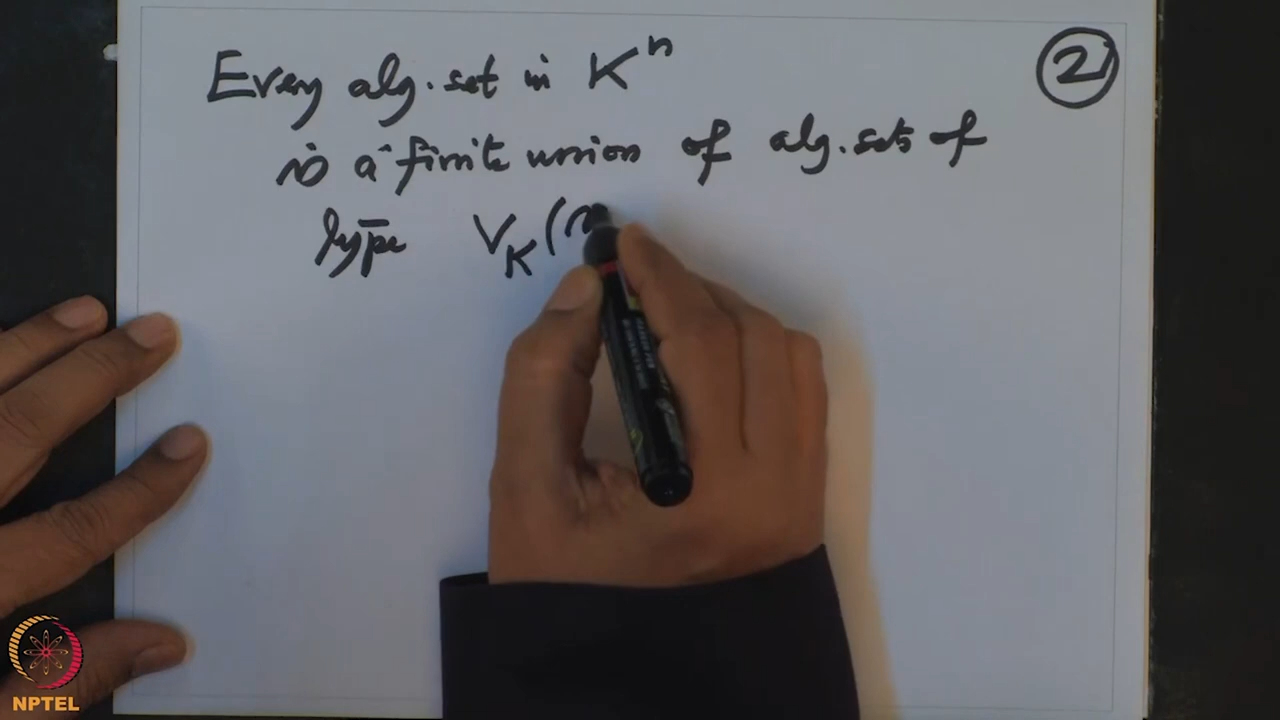 Every alg. set in K^n
②
is a finite union of alg. sets of
type V_K(
NPTEL